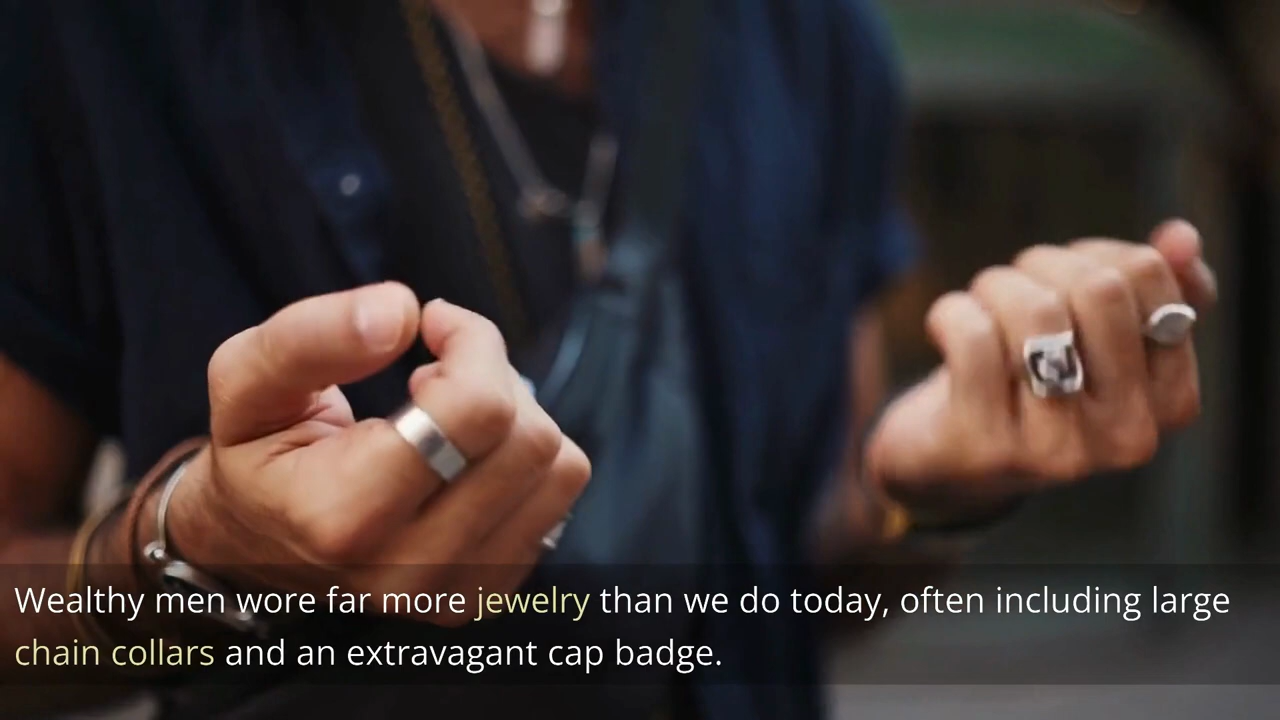 Wealthy men wore far more jewelry than we do today, often including large
chain collars and an extravagant cap badge.